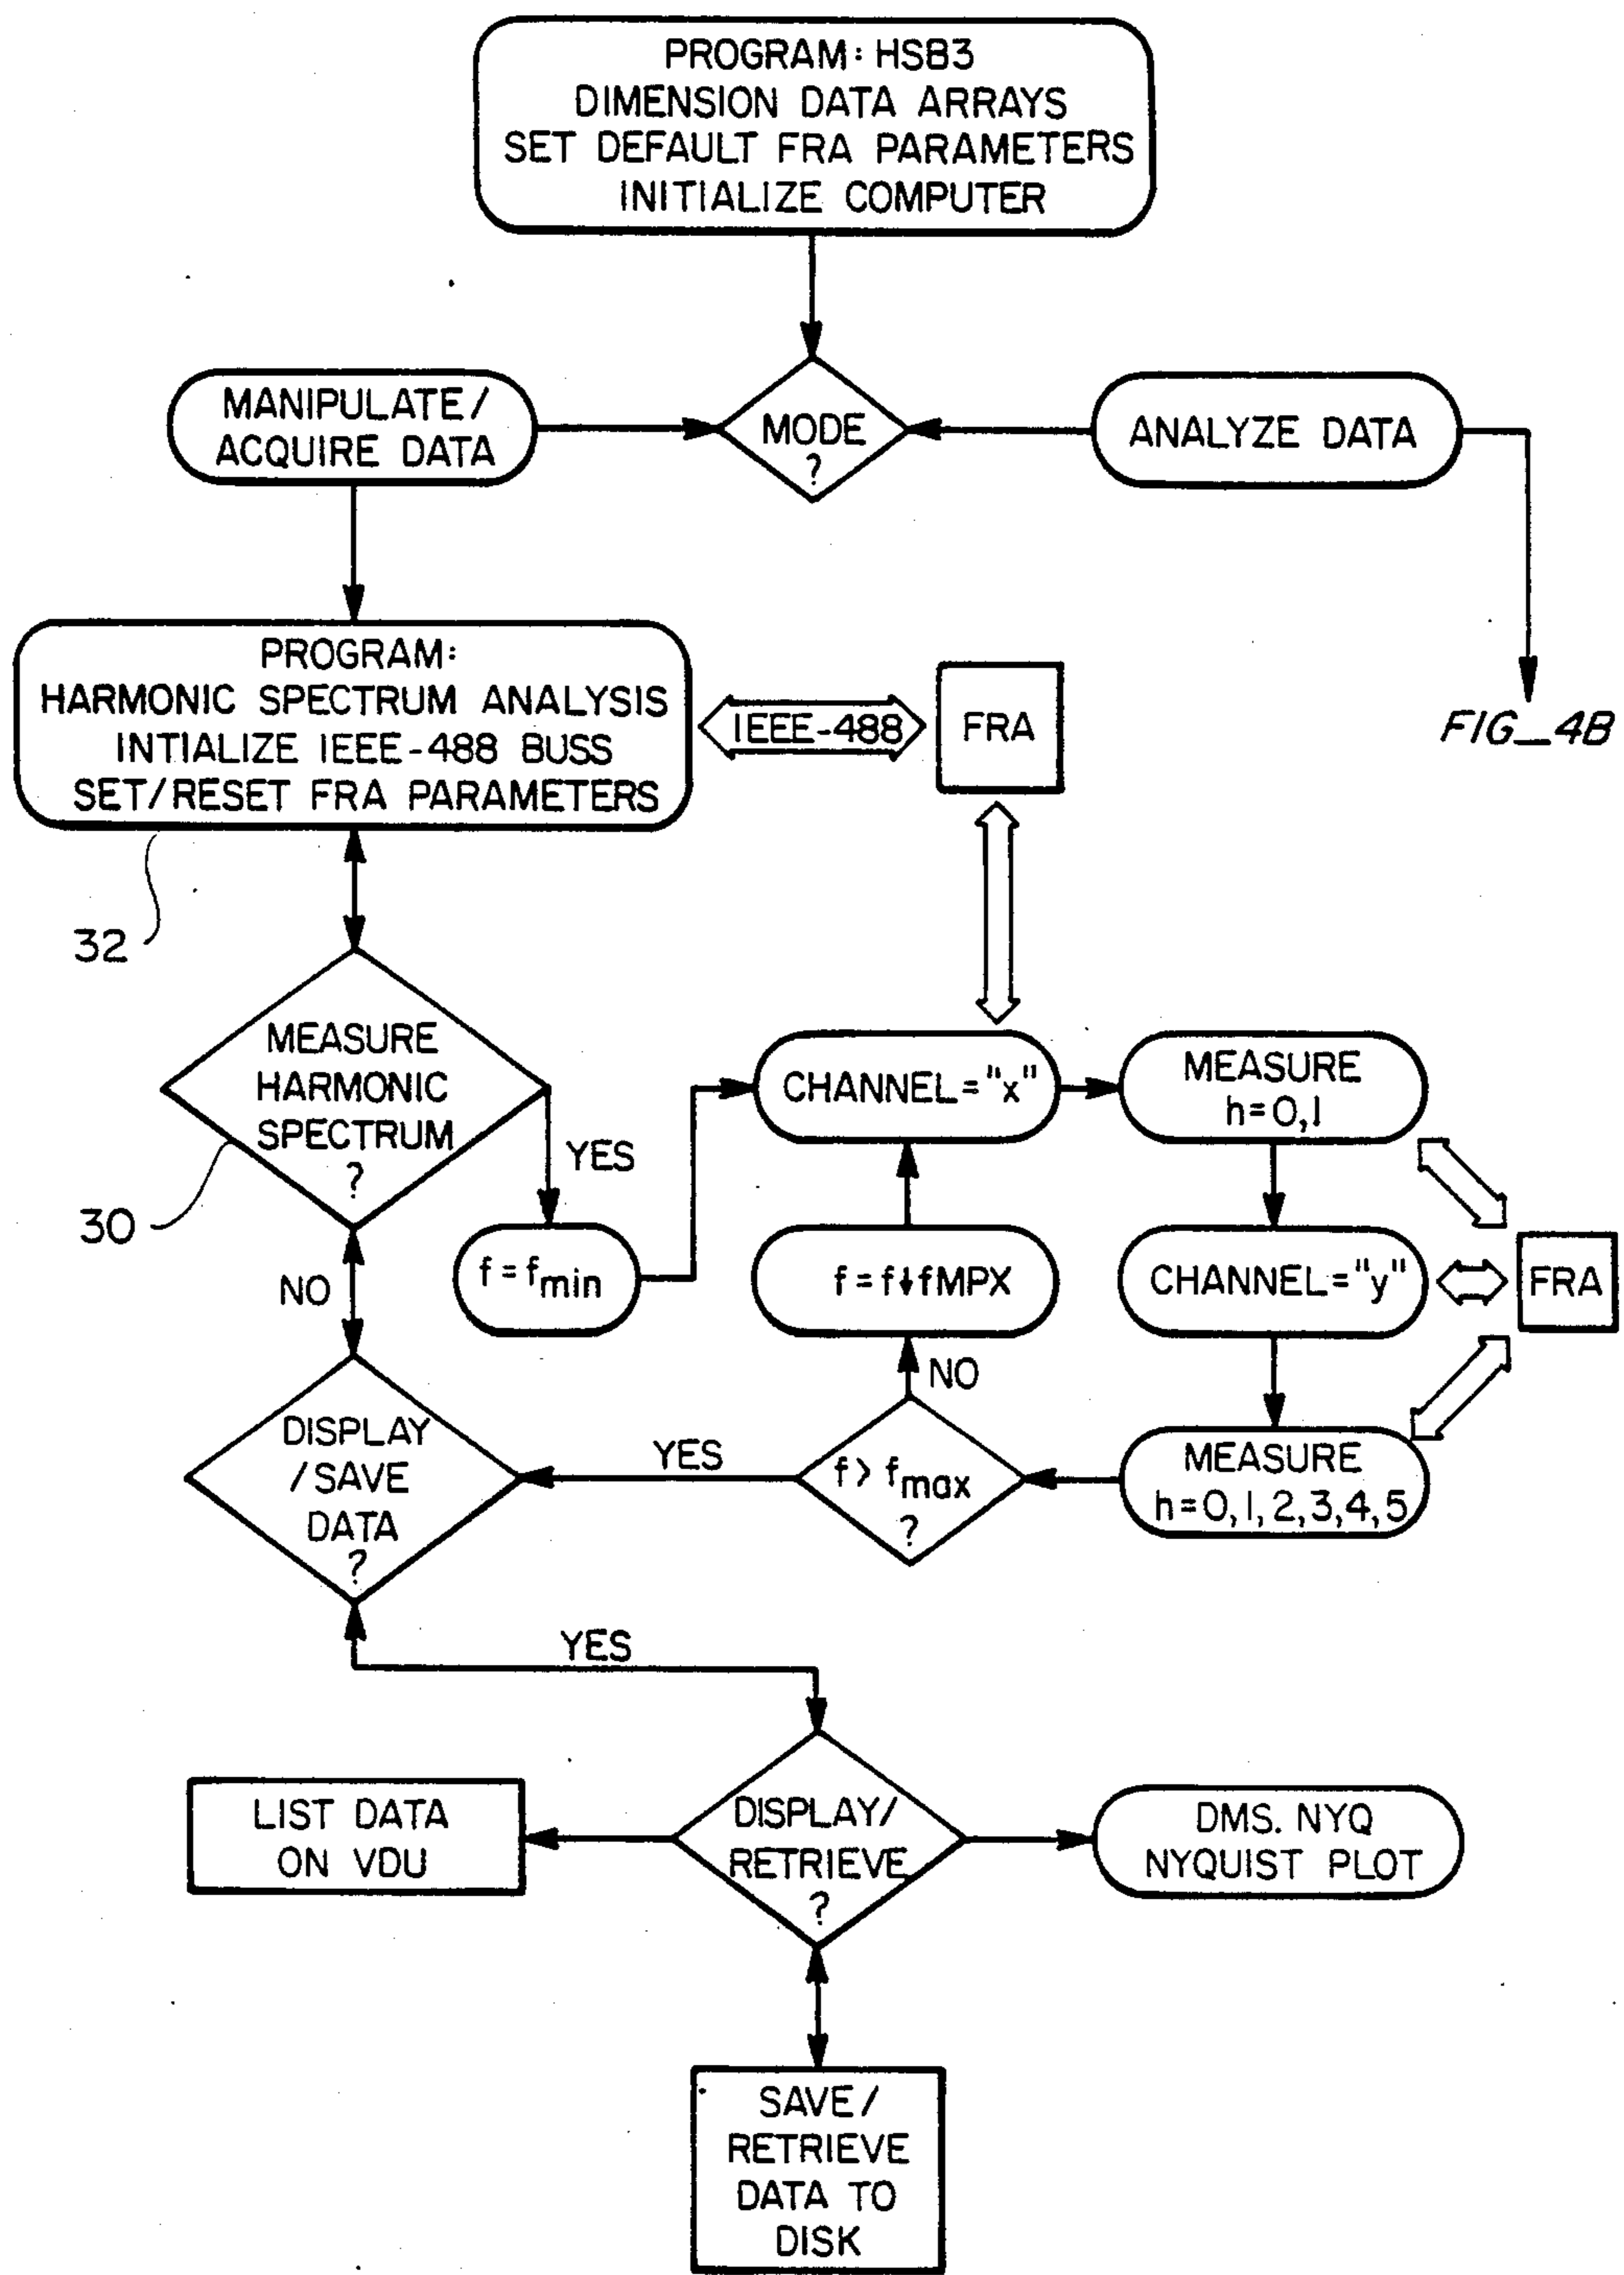 PROGRAM: HSB3
DIMENSION DATA ARRAYS
SET DEFAULT FRA PARAMETERS
INITIALIZE COMPUTER
MANIPULATE/
ACQUIRE DATA
MODE
?
ANALYZE DATA
PROGRAM:
HARMONIC SPECTRUM ANALYSIS
INTIALIZE IEEE-488 BUSS
SET/RESET FRA PARAMETERS
IEEE-488
FRA
FIG_4B
32
MEASURE
HARMONIC
SPECTRUM
?
30
YES
NO
f=fmin
CHANNEL="x"
MEASURE
h=0,1
f=f↓fMPX
CHANNEL="y"
FRA
NO
DISPLAY
/SAVE
DATA
?
YES
f> fmax
?
MEASURE
h=0,1,2,3,4,5
YES
LIST DATA
ON VDU
DISPLAY/
RETRIEVE
?
DMS. NYQ
NYQUIST PLOT
SAVE/
RETRIEVE
DATA TO
DISK